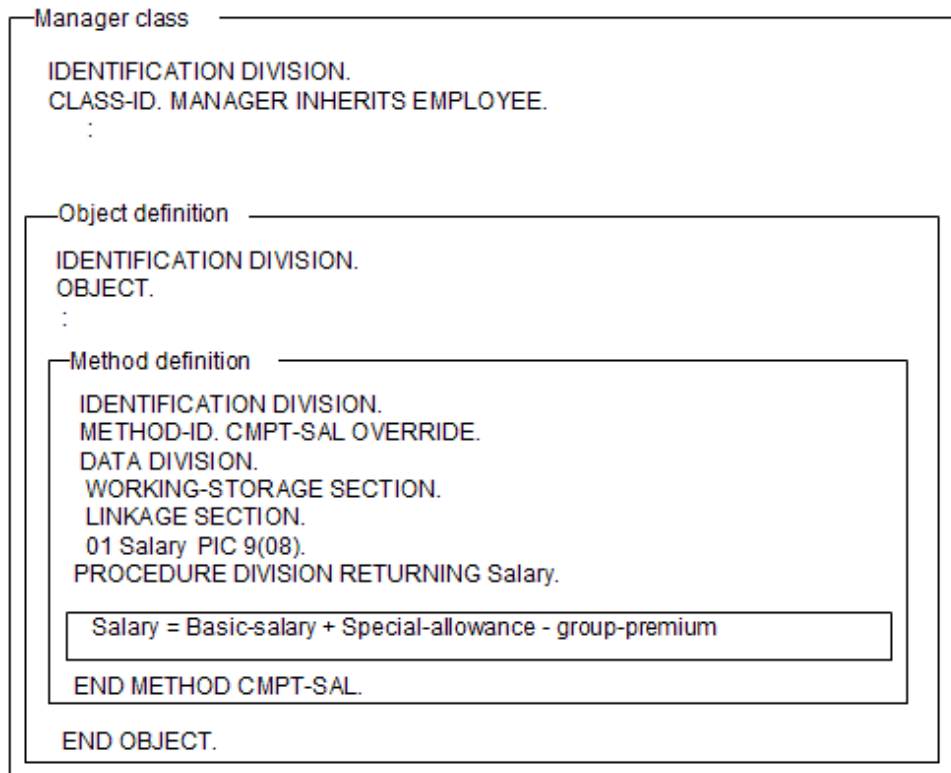 Manager class
IDENTIFICATION DIVISION.
CLASS-ID. MANAGER INHERITS EMPLOYEE.
:
Object definition
IDENTIFICATION DIVISION.
OBJECT.
:
Method definition
IDENTIFICATION DIVISION.
METHOD-ID. CMPT-SAL OVERRIDE.
DATA DIVISION.
WORKING-STORAGE SECTION.
LINKAGE SECTION.
01 Salary PIC 9(08).
PROCEDURE DIVISION RETURNING Salary.
Salary = Basic-salary + Special-allowance - group-premium
END METHOD CMPT-SAL.
END OBJECT.